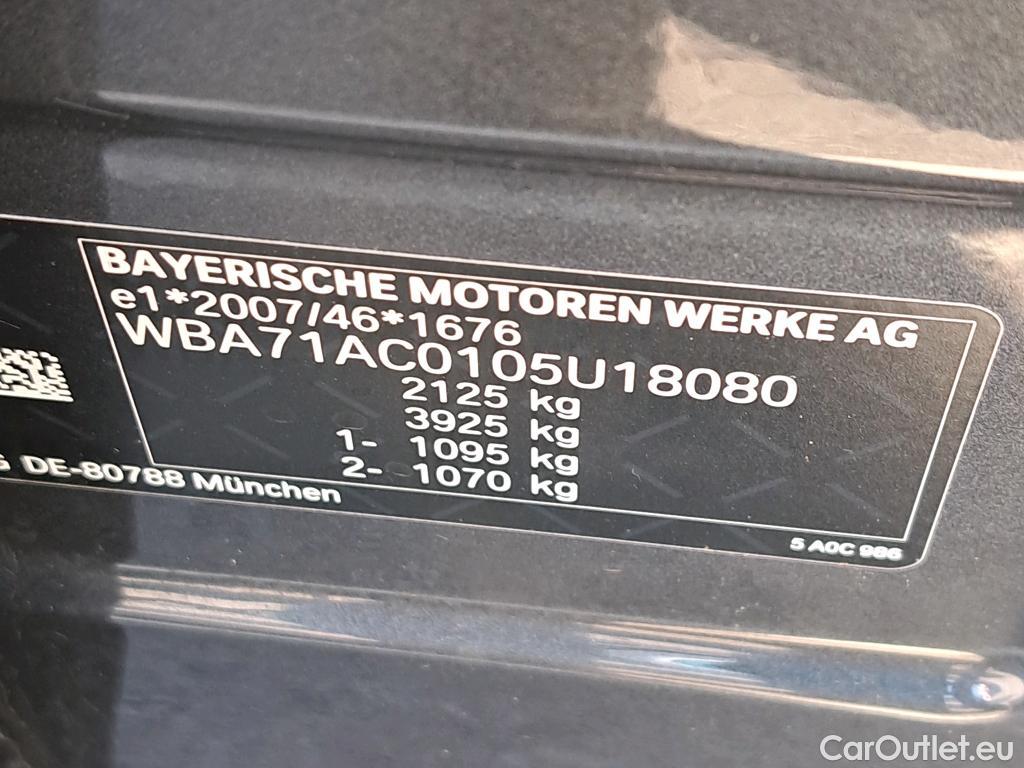 BAYERISCHE MOTOREN WERKE AG
e1*2007/46*1676
WBA71AC0105U18080
2125 kg
3925 kg
1- 1095 kg
2- 1070 kg
DE-80788 München
5 A0C 986
CarOutlet.eu